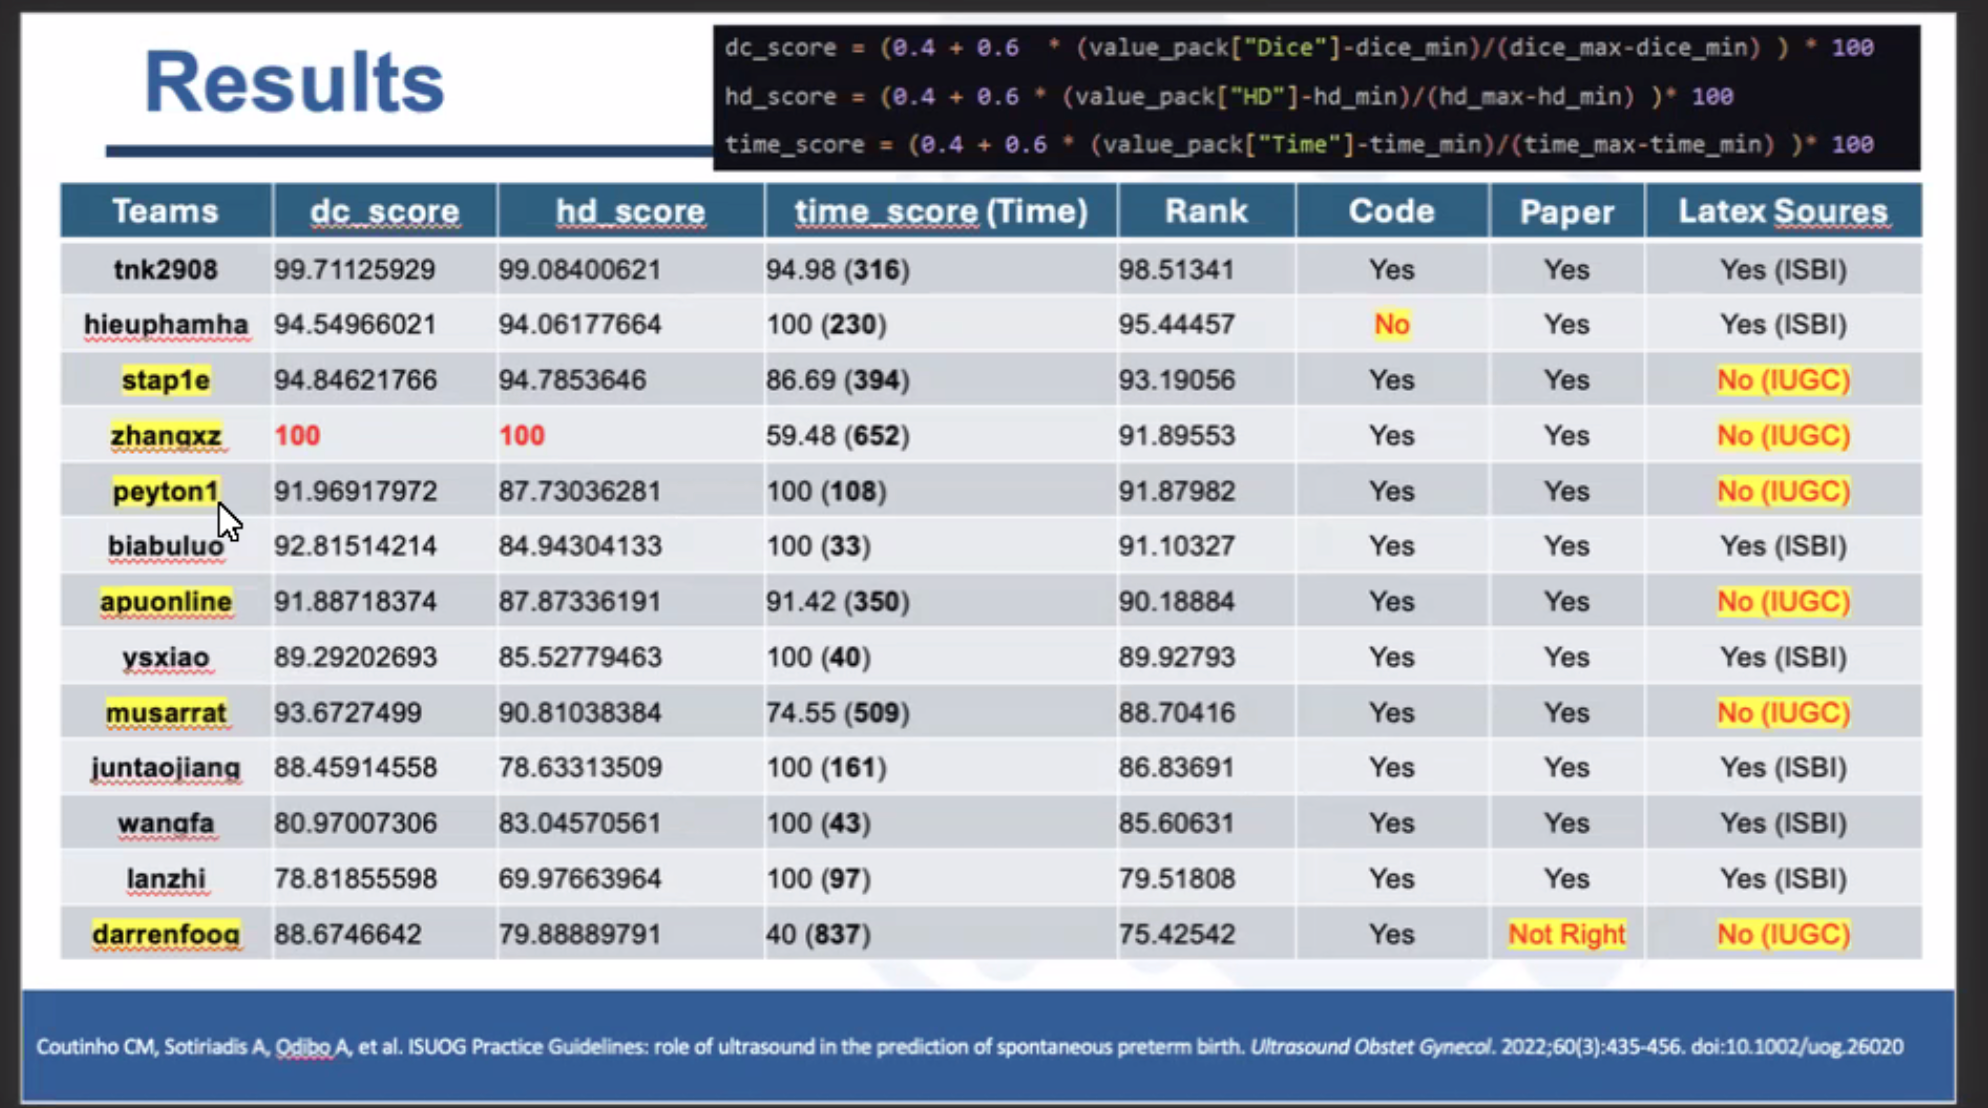 Results
dc_score = (0.4 + 0.6 * (value_pack["Dice"]-dice_min)/(dice_max-dice_min) ) * 100
hd_score = (0.4 + 0.6 * (value_pack["HD"]-hd_min)/(hd_max-hd_min) )* 100
time_score = (0.4 + 0.6 * (value_pack["Time"]-time_min)/(time_max-time_min) )* 100
Teams dc_score hd_score time_score (Time) Rank Code Paper Latex Soures
tnk2908 99.71125929 99.08400621 94.98 (316) 98.51341 Yes Yes Yes (ISBI)
hieuphamha 94.54966021 94.06177664 100 (230) 95.44457 No Yes Yes (ISBI)
stap1e 94.84621766 94.7853646 86.69 (394) 93.19056 Yes Yes No (IUGC)
zhangxz 100 100 59.48 (652) 91.89553 Yes Yes No (IUGC)
peyton1 91.96917972 87.73036281 100 (108) 91.87982 Yes Yes No (IUGC)
biabuluo 92.81514214 84.94304133 100 (33) 91.10327 Yes Yes Yes (ISBI)
apuonline 91.88718374 87.87336191 91.42 (350) 90.18884 Yes Yes No (IUGC)
ysxiao 89.29202693 85.52779463 100 (40) 89.92793 Yes Yes Yes (ISBI)
musarrat 93.6727499 90.81038384 74.55 (509) 88.70416 Yes Yes No (IUGC)
juntaojiang 88.45914558 78.63313509 100 (161) 86.83691 Yes Yes Yes (ISBI)
wangfa 80.97007306 83.04570561 100 (43) 85.60631 Yes Yes Yes (ISBI)
lanzhi 78.81855598 69.97663964 100 (97) 79.51808 Yes Yes Yes (ISBI)
darrenfoog 88.6746642 79.88889791 40 (837) 75.42542 Yes Not Right No (IUGC)
Coutinho CM, Sotiriadis A, Odibo A, et al. ISUOG Practice Guidelines: role of ultrasound in the prediction of spontaneous preterm birth. Ultrasound Obstet Gynecol. 2022;60(3):435-456. doi:10.1002/uog.26020